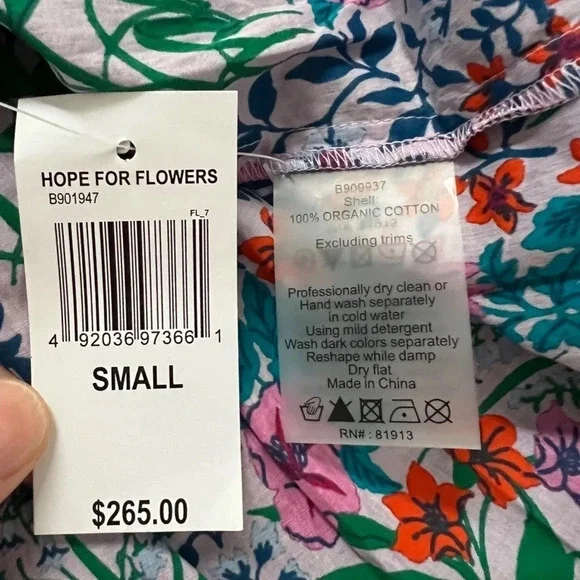 HOPE FOR FLOWERS
B901947
FL_7
4 92036 97366 1
SMALL
$265.00
B909937
Shell:
100% ORGANIC COTTON
Excluding trims
Professionally dry clean or
Hand wash separately
in cold water
Using mild detergent
Wash dark colors separately
Reshape while damp
Dry flat
Made in China
RN# : 81913